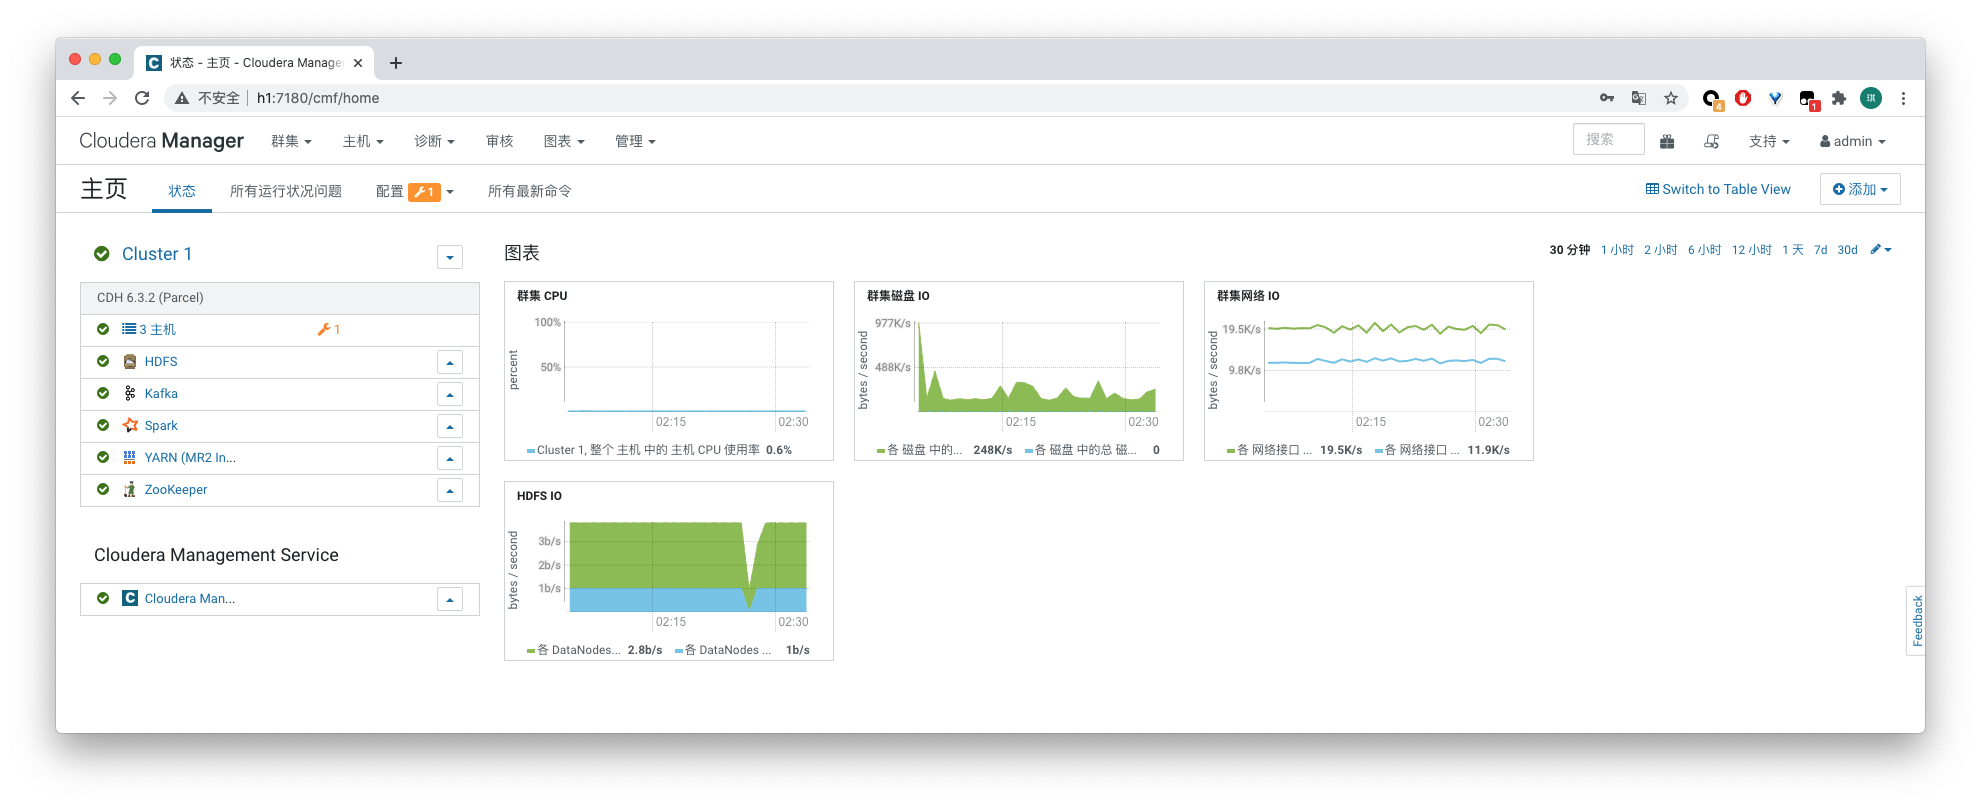 状态 - 主页 - Cloudera Manage
不安全 h1:7180/cmf/home
4 1 琪
Cloudera Manager 群集 主机 诊断 审核 图表 管理 搜索 支持 admin
主页 状态 所有运行状况问题 配置 1 所有最新命令 Switch to Table View 添加
Cluster 1
CDH 6.3.2 (Parcel)
3 主机 1
HDFS
Kafka
Spark
YARN (MR2 In...
ZooKeeper
Cloudera Management Service
Cloudera Man...
图表 30 分钟 1 小时 2 小时 6 小时 12 小时 1 天 7d 30d
群集 CPU
percent
100%
50%
02:15 02:30
Cluster 1, 整个 主机 中的 主机 CPU 使用率 0.6%
群集磁盘 IO
bytes / second
977K/s
488K/s
02:15 02:30
各 磁盘 中的... 248K/s 各 磁盘 中的总 磁... 0
群集网络 IO
bytes / second
19.5K/s
9.8K/s
02:15 02:30
各 网络接口 ... 19.5K/s 各 网络接口 ... 11.9K/s
HDFS IO
bytes / second
3b/s
2b/s
1b/s
02:15 02:30
各 DataNodes... 2.8b/s 各 DataNodes ... 1b/s
Feedback